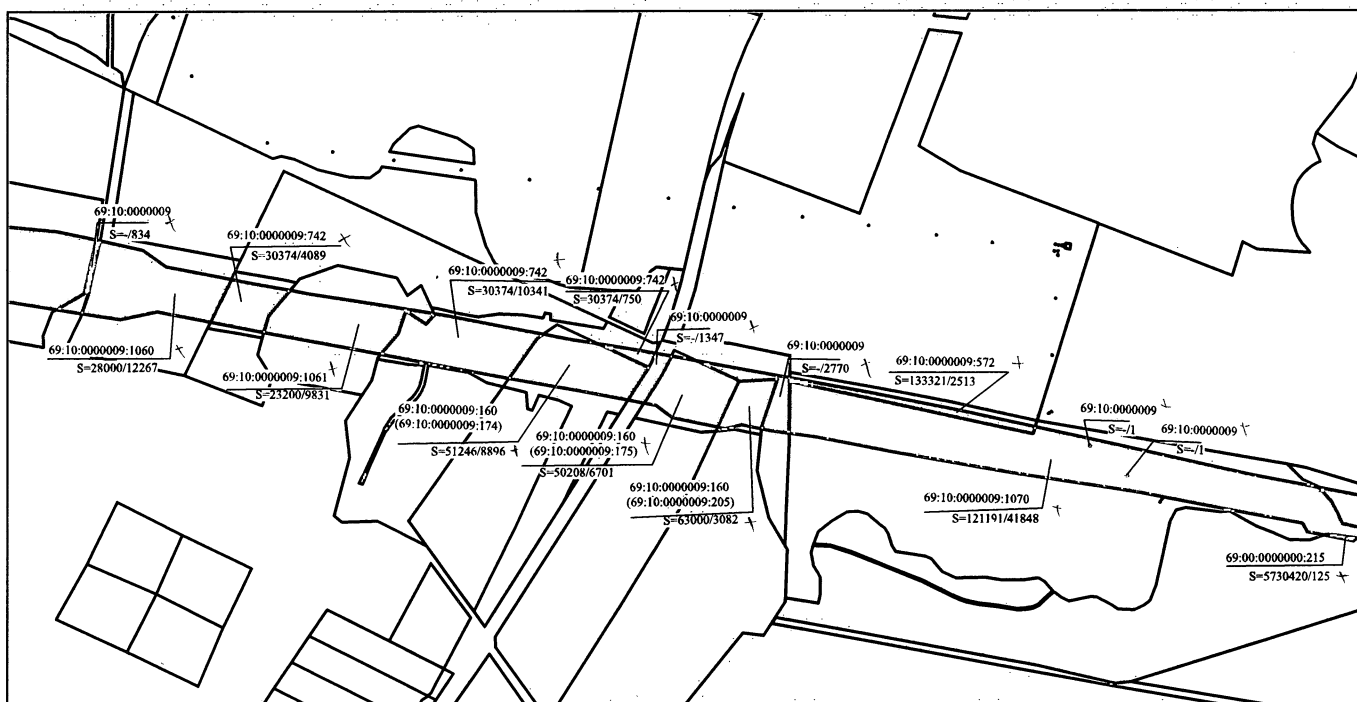 69:10:0000009
S=-/834
69:10:0000009:742
S=30374/4089
69:10:0000009:742
S=30374/10341
69:10:0000009:742
S=30374/750
69:10:0000009
S=-/1347
69:10:0000009
S=-/2770
69:10:0000009:572
S=133321/2513
69:10:0000009
S=-/1
69:10:0000009
S=-/1
69:10:0000009:1060
S=28000/12267
69:10:0000009:1061
S=23200/9831
69:10:0000009:160
(69:10:0000009:174)
S=51246/8896
69:10:0000009:160
(69:10:0000009:175)
S=50208/6701
69:10:0000009:160
(69:10:0000009:205)
S=63000/3082
69:10:0000009:1070
S=121191/41848
69:00:0000000:215
S=5730420/125